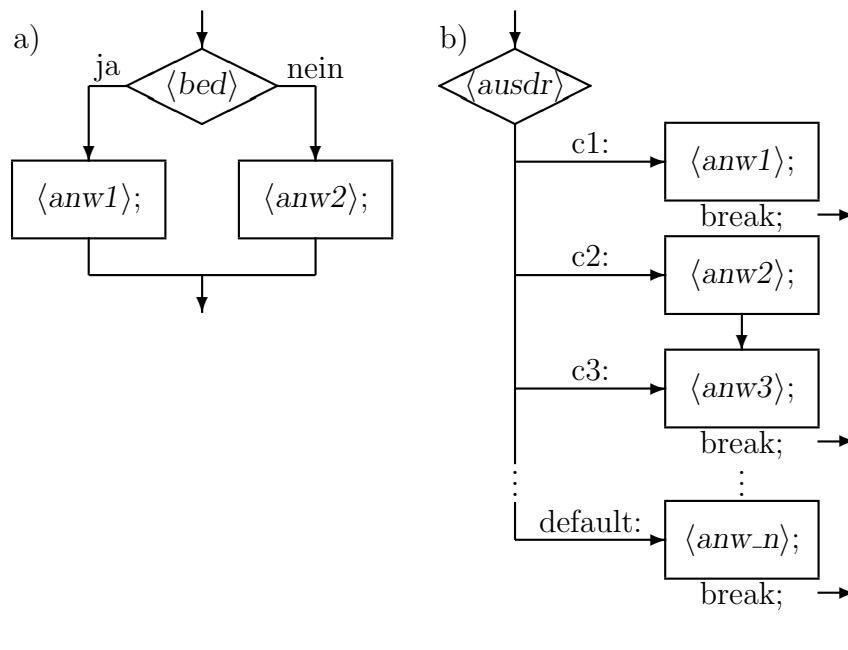 a)
⟨bed⟩
ja
nein
⟨anw1⟩;
⟨anw2⟩;
b)
⟨ausdr⟩
c1:
⟨anw1⟩;
break;
c2:
⟨anw2⟩;
c3:
⟨anw3⟩;
break;
⋮
⋮
default:
⟨anw_n⟩;
break;